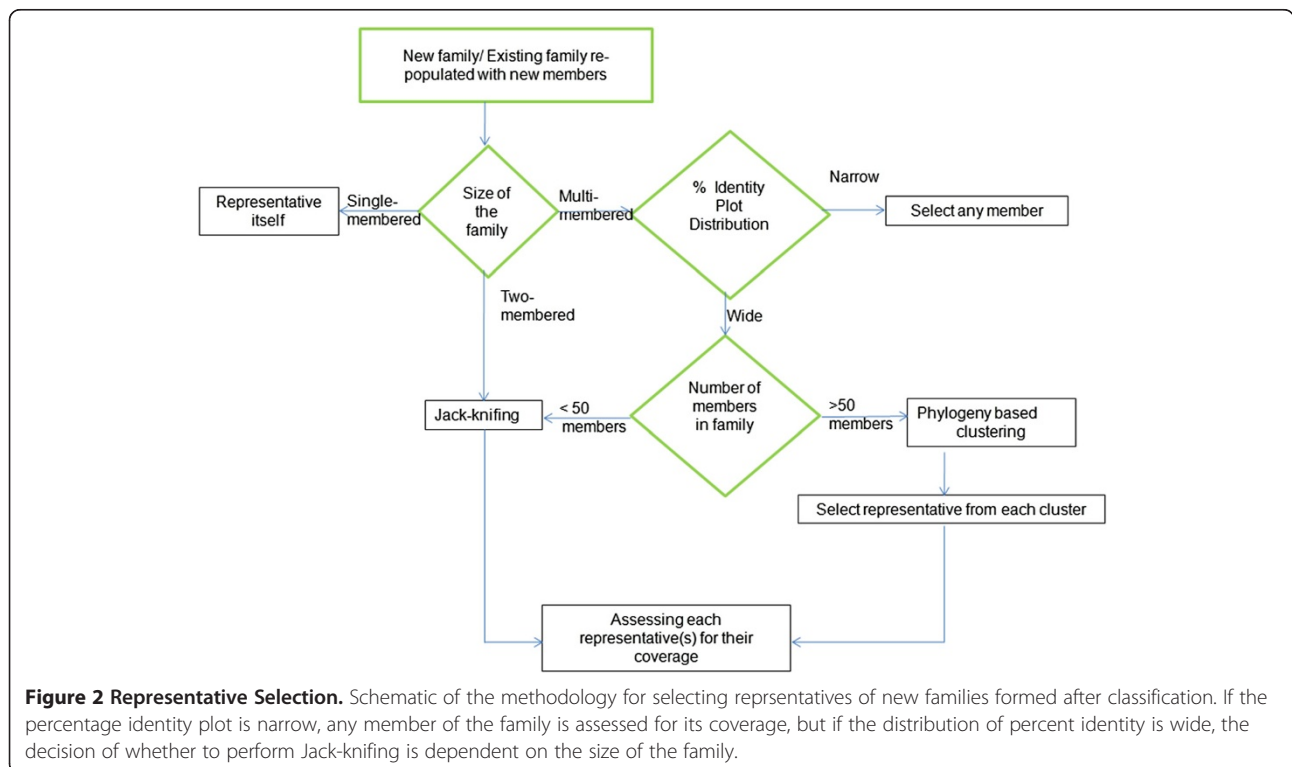 New family/ Existing family re-
populated with new members
Size of
the
family
Single-
membered
Representative
itself
Multi-
membered
% Identity
Plot
Distribution
Narrow
Select any member
Two-
membered
Wide
Number of
members
in family
< 50
members
Jack-knifing
>50
members
Phylogeny based
clustering
Select representative from each cluster
Assessing each
representative(s) for their
coverage
Figure 2 Representative Selection. Schematic of the methodology for selecting reprsentatives of new families formed after classification. If the
percentage identity plot is narrow, any member of the family is assessed for its coverage, but if the distribution of percent identity is wide, the
decision of whether to perform Jack-knifing is dependent on the size of the family.